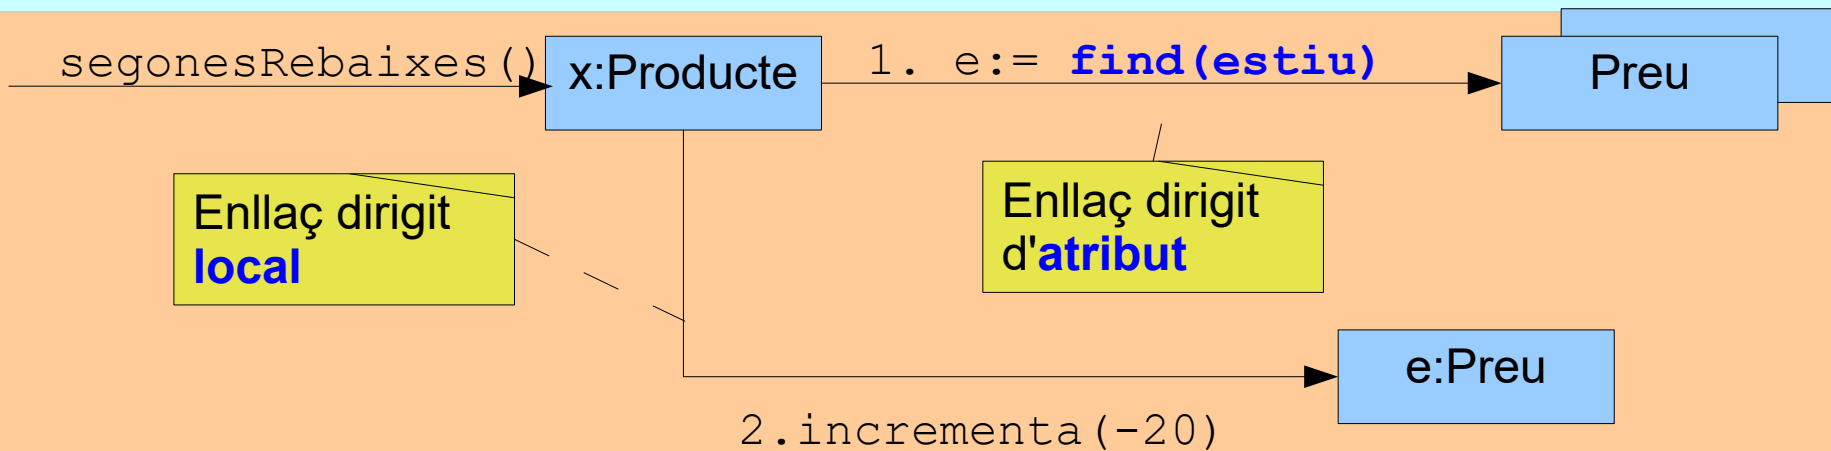 segonesRebaixes()
x:Producte
1. e:= find(estiu)
Preu
Enllaç dirigit
local
Enllaç dirigit
d'atribut
e:Preu
2.incrementa(-20)